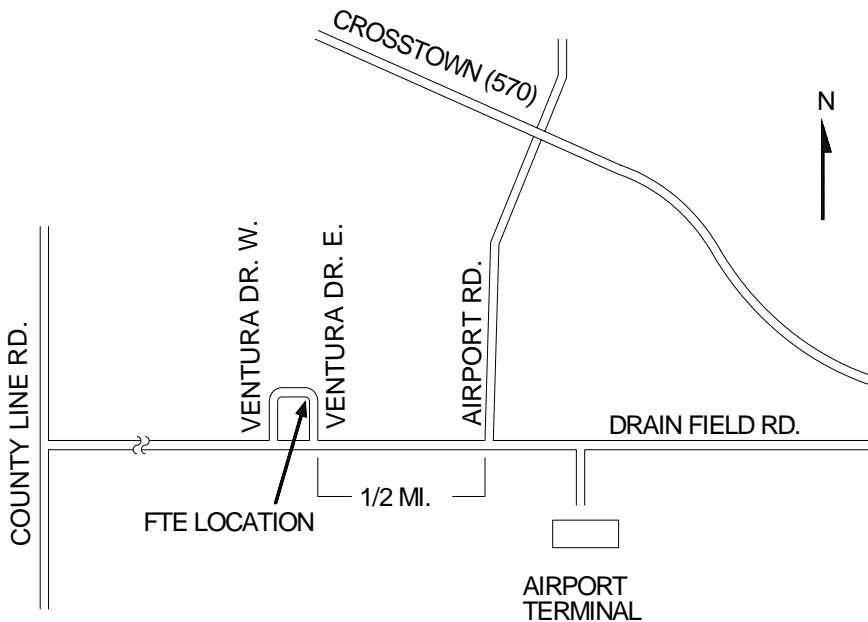 CROSSTOWN (570)
N
VENTURA DR. W.
VENTURA DR. E.
AIRPORT RD.
COUNTY LINE RD.
DRAIN FIELD RD.
1/2 MI.
FTE LOCATION
AIRPORT
TERMINAL